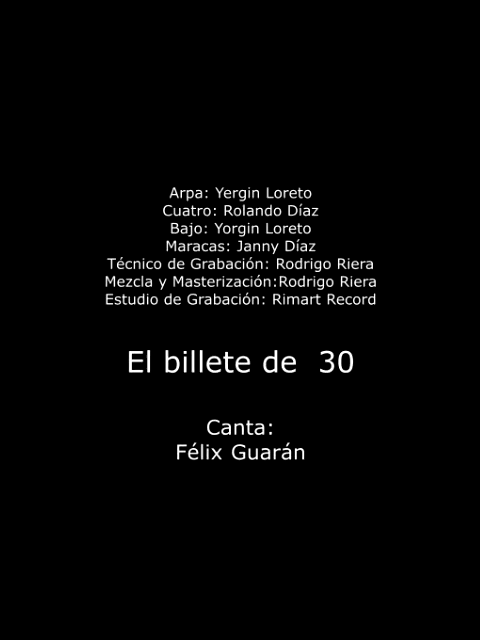 Arpa: Yergin Loreto
Cuatro: Rolando Díaz
Bajo: Yorgin Loreto
Maracas: Janny Díaz
Técnico de Grabación: Rodrigo Riera
Mezcla y Masterización:Rodrigo Riera
Estudio de Grabación: Rimart Record
El billete de  30
Canta:
Félix Guarán